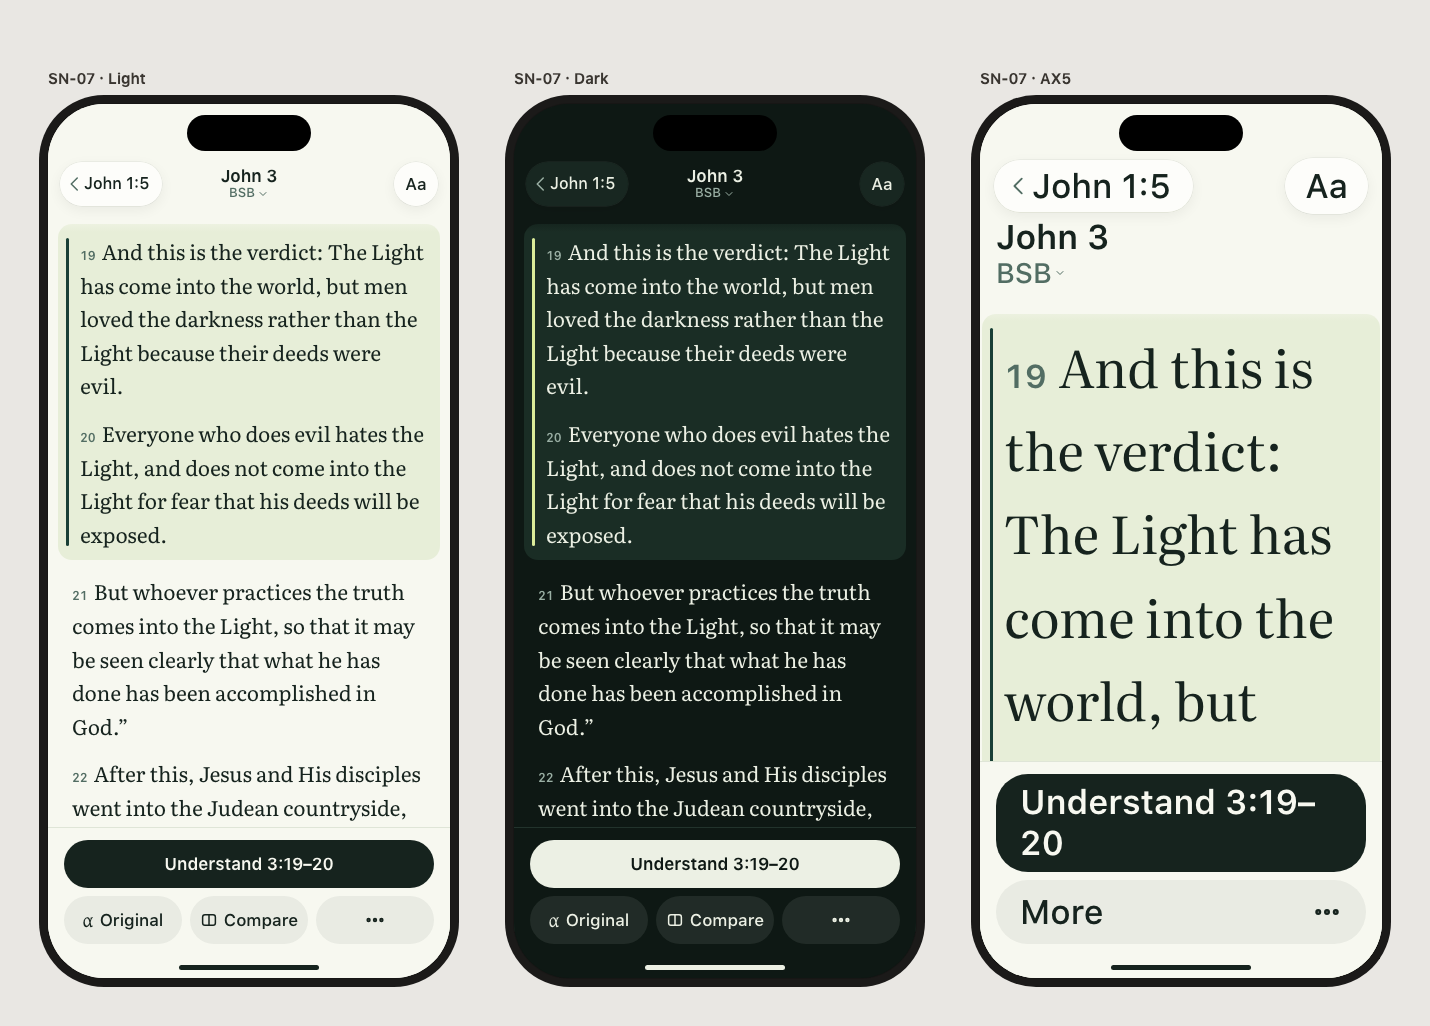 SN-07 · Light
John 1:5
John 3
BSB
Aa
19 And this is the verdict: The Light
has come into the world, but men
loved the darkness rather than the
Light because their deeds were
evil.
20 Everyone who does evil hates the
Light, and does not come into the
Light for fear that his deeds will be
exposed.
21 But whoever practices the truth
comes into the Light, so that it may
be seen clearly that what he has
done has been accomplished in
God.”
22 After this, Jesus and His disciples
went into the Judean countryside,
Understand 3:19–20
α Original
Compare
•••
SN-07 · Dark
John 1:5
John 3
BSB
Aa
19 And this is the verdict: The Light
has come into the world, but men
loved the darkness rather than the
Light because their deeds were
evil.
20 Everyone who does evil hates the
Light, and does not come into the
Light for fear that his deeds will be
exposed.
21 But whoever practices the truth
comes into the Light, so that it may
be seen clearly that what he has
done has been accomplished in
God.”
22 After this, Jesus and His disciples
went into the Judean countryside,
Understand 3:19–20
α Original
Compare
•••
SN-07 · AX5
John 1:5
Aa
John 3
BSB
19 And this is
the verdict:
The Light has
come into the
world, but
Understand 3:19–
20
More •••